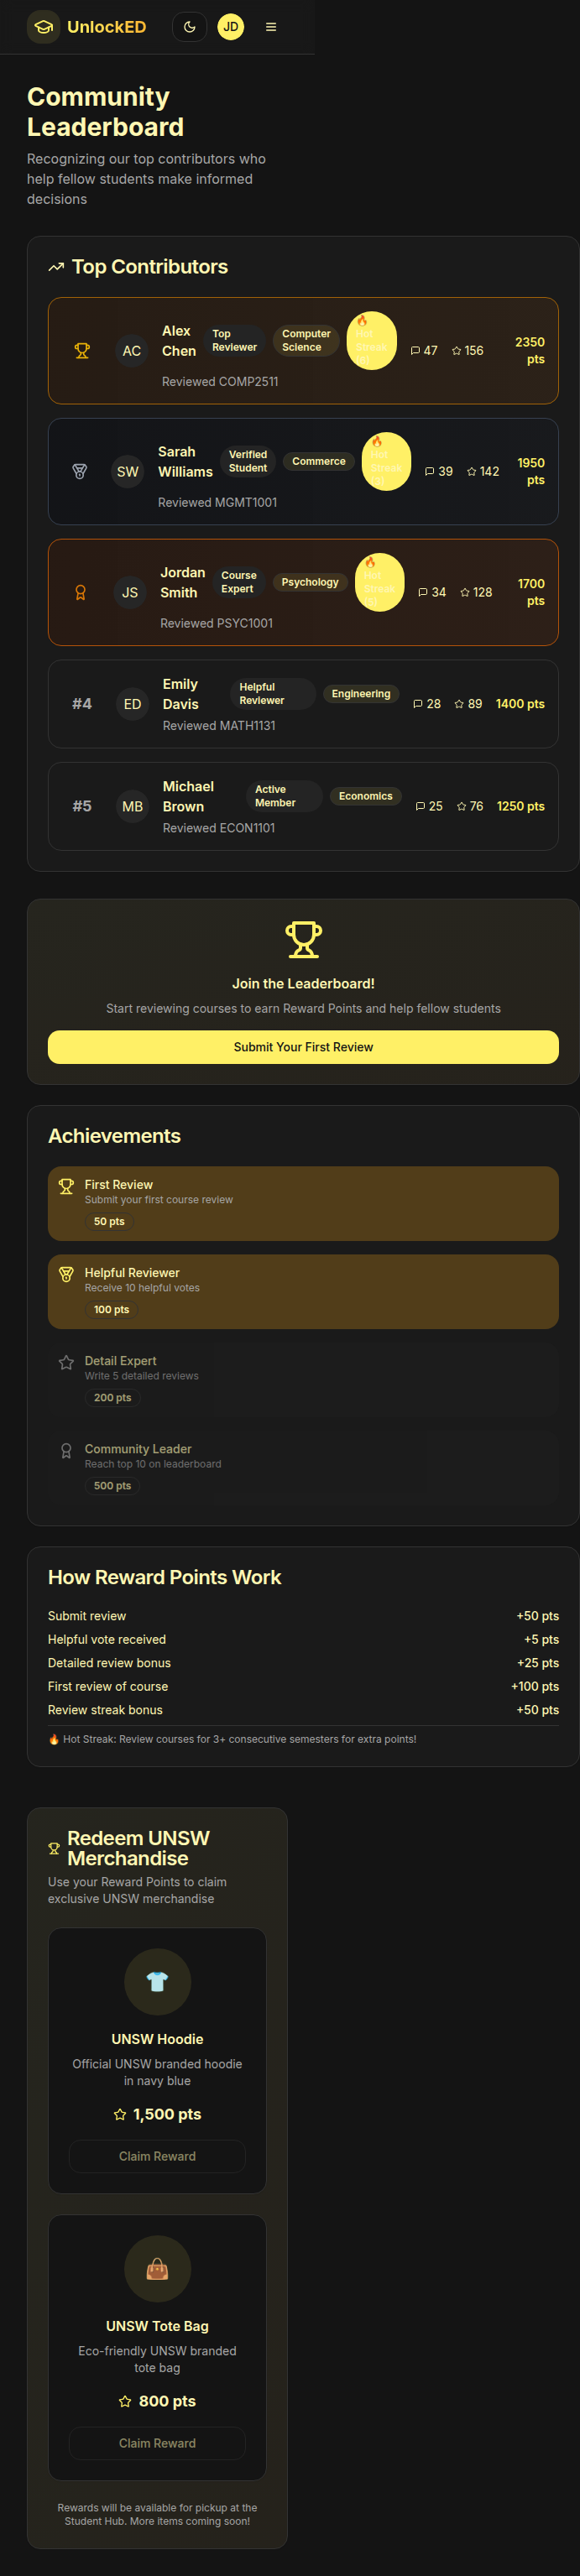 UnlockED
JD
Community
Leaderboard
Recognizing our top contributors who
help fellow students make informed
decisions
Top Contributors
AC
Alex
Chen
Top
Reviewer
Computer
Science
🔥
Hot
Streak
47
156
2350
pts
Reviewed COMP2511
SW
Sarah
Williams
Verified
Student
Commerce
🔥
Hot
Streak
39
142
1950
pts
Reviewed MGMT1001
JS
Jordan
Smith
Course
Expert
Psychology
🔥
Hot
Streak
34
128
1700
pts
Reviewed PSYC1001
#4
ED
Emily
Davis
Helpful
Reviewer
Engineering
28
89
1400 pts
Reviewed MATH1131
#5
MB
Michael
Brown
Active
Member
Economics
25
76
1250 pts
Reviewed ECON1101
Join the Leaderboard!
Start reviewing courses to earn Reward Points and help fellow students
Submit Your First Review
Achievements
First Review
Submit your first course review
50 pts
Helpful Reviewer
Receive 10 helpful votes
100 pts
Detail Expert
Write 5 detailed reviews
200 pts
Community Leader
Reach top 10 on leaderboard
500 pts
How Reward Points Work
Submit review +50 pts
Helpful vote received +5 pts
Detailed review bonus +25 pts
First review of course +100 pts
Review streak bonus +50 pts
🔥 Hot Streak: Review courses for 3+ consecutive semesters for extra points!
Redeem UNSW
Merchandise
Use your Reward Points to claim
exclusive UNSW merchandise
UNSW Hoodie
Official UNSW branded hoodie
in navy blue
1,500 pts
Claim Reward
UNSW Tote Bag
Eco-friendly UNSW branded
tote bag
800 pts
Claim Reward
Rewards will be available for pickup at the
Student Hub. More items coming soon!